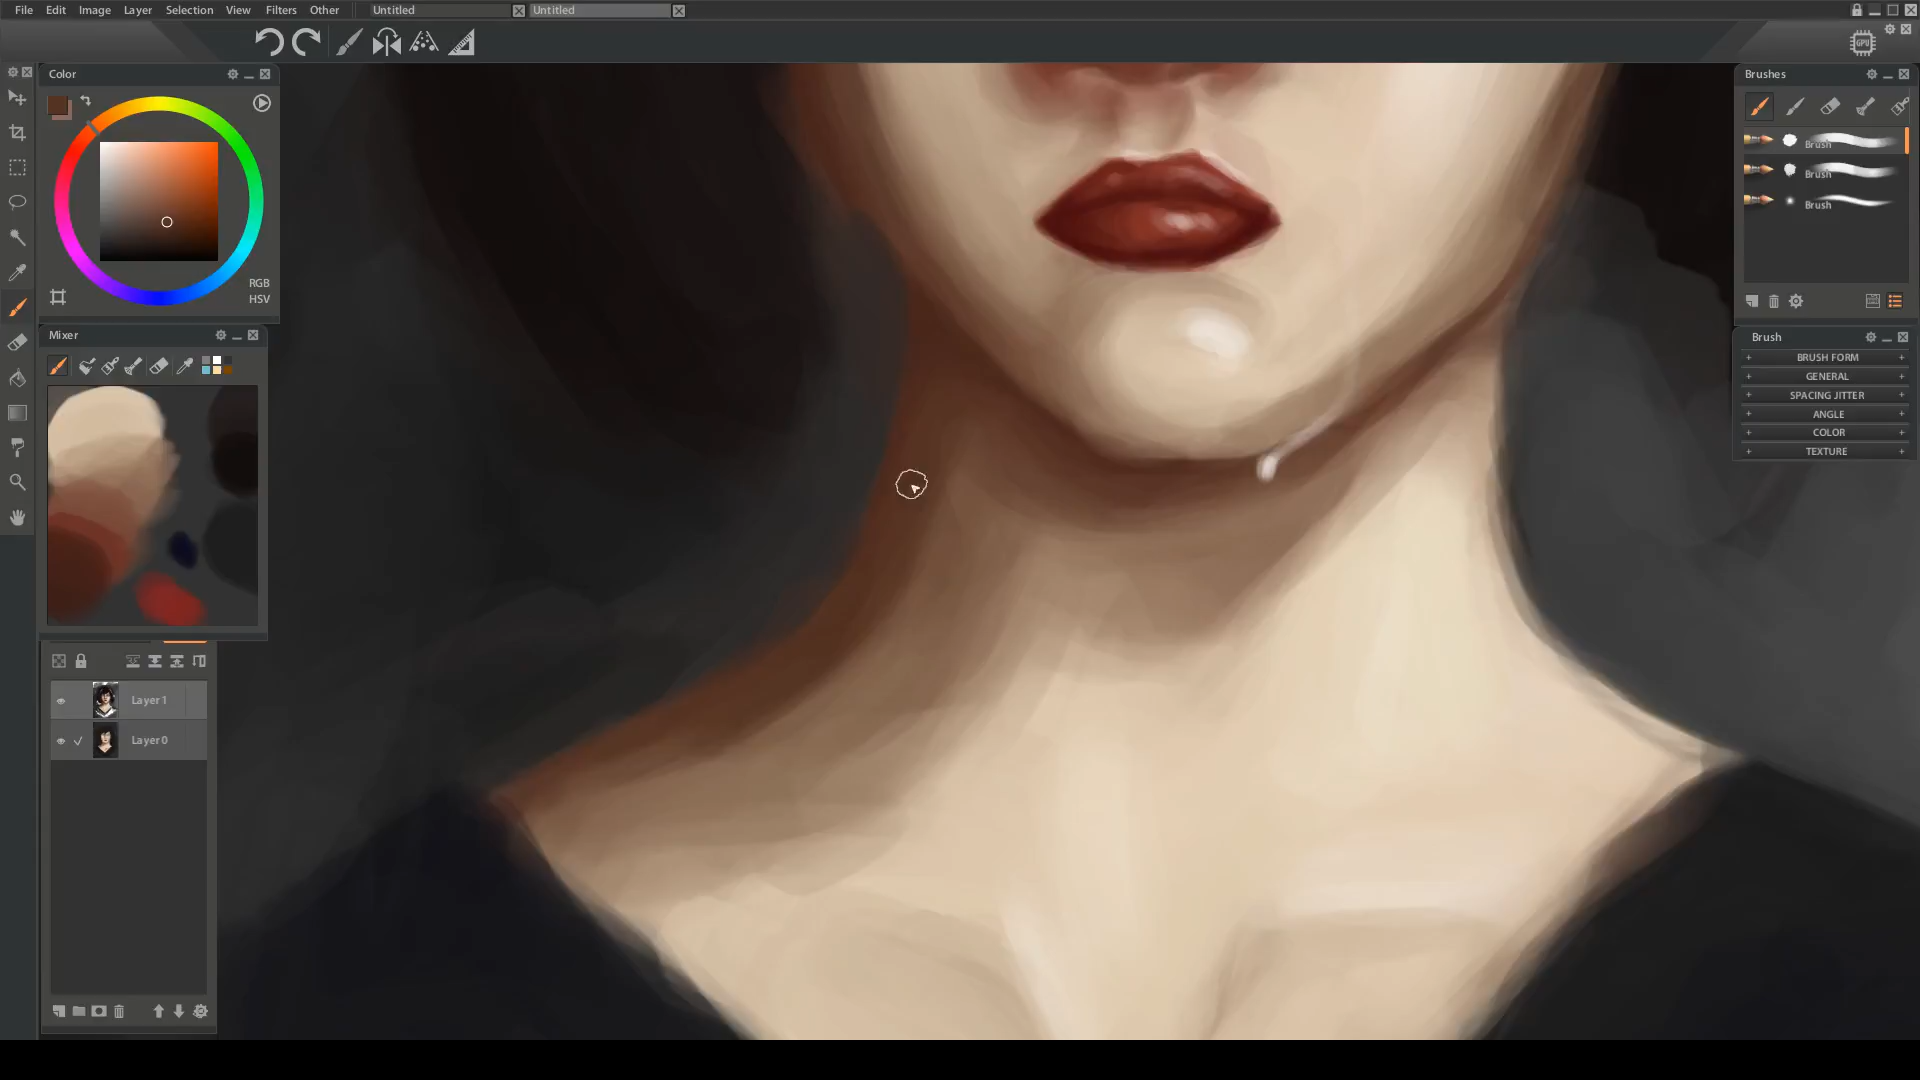 File Edit Image Layer Selection View Filters Other Untitled Untitled
GPU
Color
RGB
HSV
Mixer
Layer1
Layer0
Brushes
Brush
Brush
Brush
Brush
BRUSH FORM
GENERAL
SPACING JITTER
ANGLE
COLOR
TEXTURE